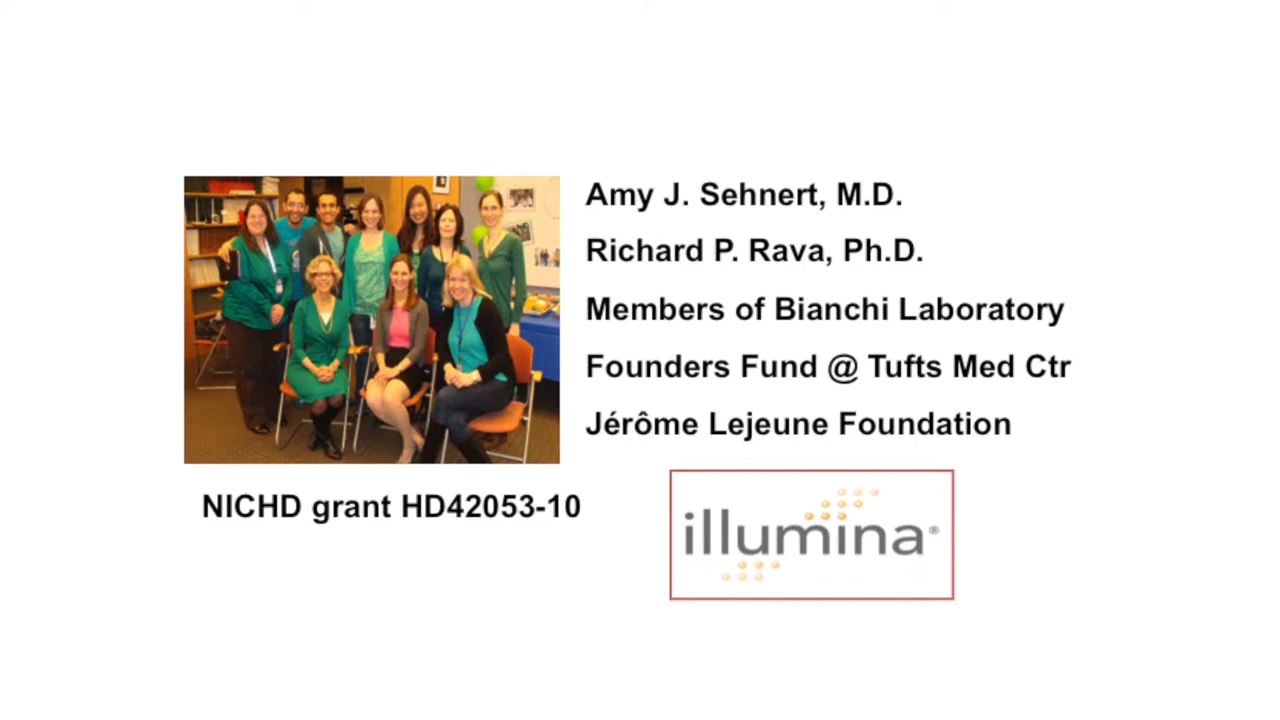 Amy J. Sehnert, M.D.
Richard P. Rava, Ph.D.
Members of Bianchi Laboratory
Founders Fund @ Tufts Med Ctr
Jérôme Lejeune Foundation
NICHD grant HD42053-10
illumina®